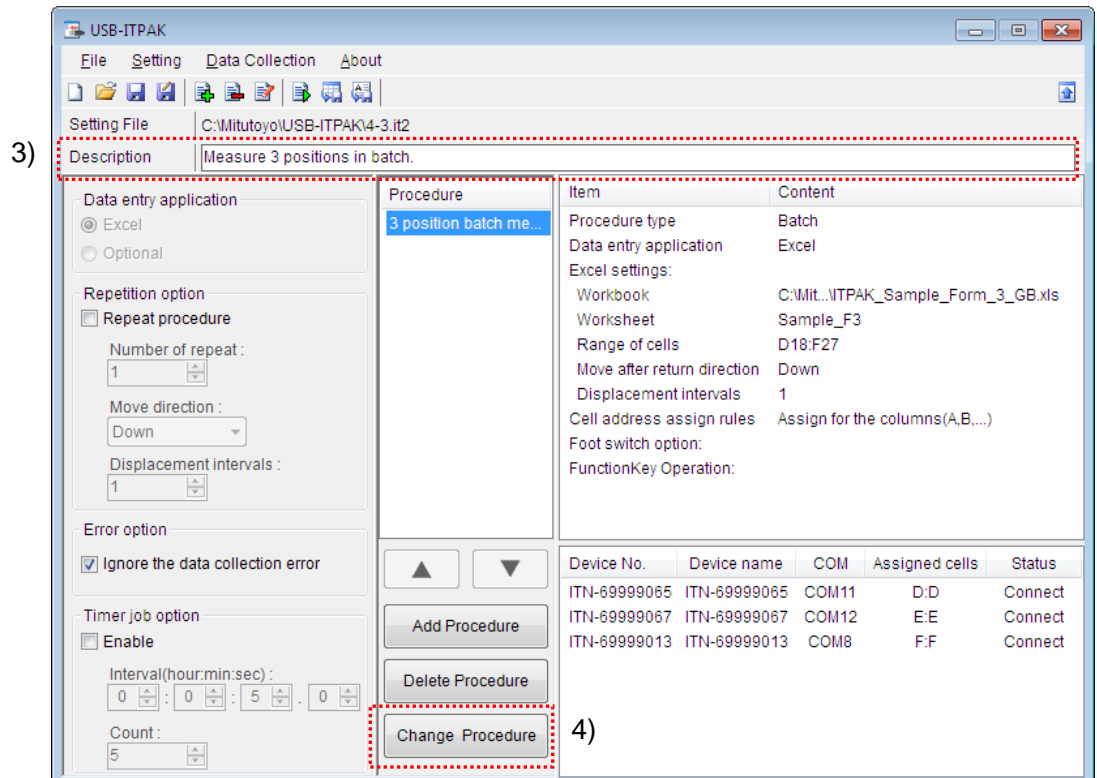 USB-ITPAK
File Setting Data Collection About
Setting File C:\Mitutoyo\USB-ITPAK\4-3.it2
3)
Description Measure 3 positions in batch.
Data entry application
Excel
Optional
Repetition option
Repeat procedure
Number of repeat :
1
Move direction :
Down
Displacement intervals :
1
Error option
Ignore the data collection error
Timer job option
Enable
Interval(hour:min:sec) :
0 : 0 : 5 . 0
Count :
5
Procedure
3 position batch me...
Add Procedure
Delete Procedure
Change Procedure
4)
Item Content
Procedure type Batch
Data entry application Excel
Excel settings:
Workbook C:\Mit...\ITPAK_Sample_Form_3_GB.xls
Worksheet Sample_F3
Range of cells D18:F27
Move after return direction Down
Displacement intervals 1
Cell address assign rules Assign for the columns(A,B,...)
Foot switch option:
FunctionKey Operation:
Device No. Device name COM Assigned cells Status
ITN-69999065 ITN-69999065 COM11 D:D Connect
ITN-69999067 ITN-69999067 COM12 E:E Connect
ITN-69999013 ITN-69999013 COM8 F:F Connect